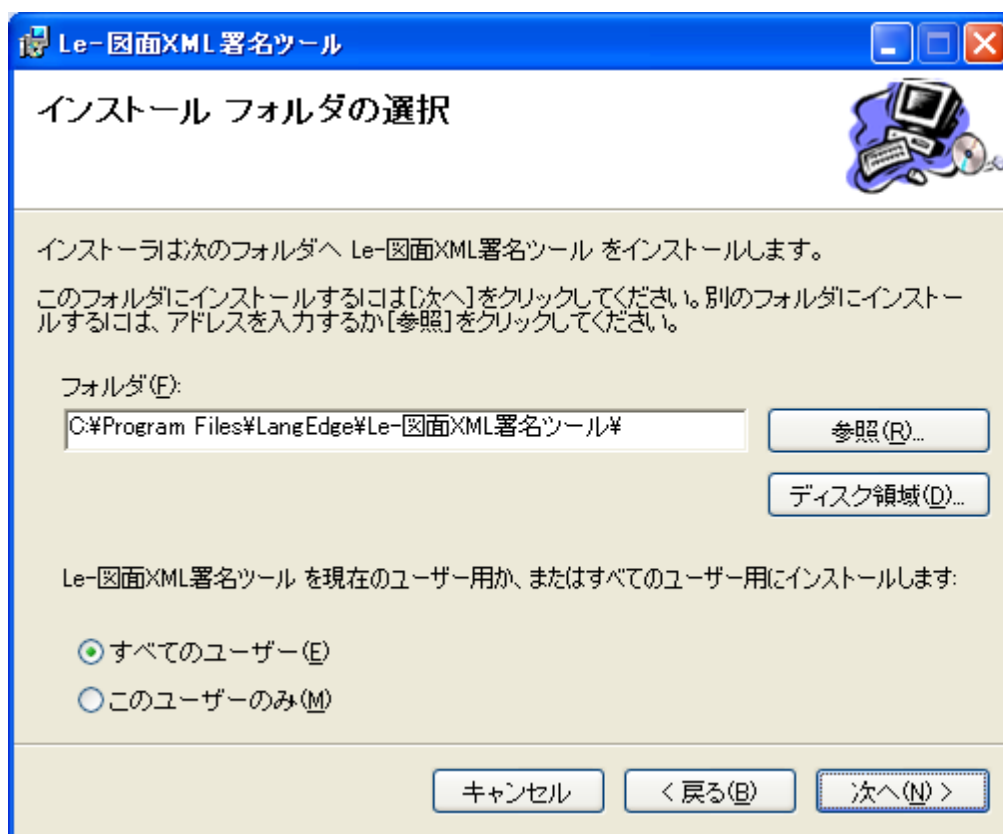 Le-図面XML署名ツール
インストール フォルダの選択
インストーラは次のフォルダへ Le-図面XML署名ツール をインストールします。
このフォルダにインストールするには[次へ]をクリックしてください。別のフォルダにインストー
ルするには、アドレスを入力するか[参照]をクリックしてください。
フォルダ(F):
C:¥Program Files¥LangEdge¥Le-図面XML署名ツール¥
参照(R)...
ディスク領域(D)...
Le-図面XML署名ツール を現在のユーザー用か、またはすべてのユーザー用にインストールします:
すべてのユーザー(E)
このユーザーのみ(M)
キャンセル
< 戻る(B)
次へ(N) >